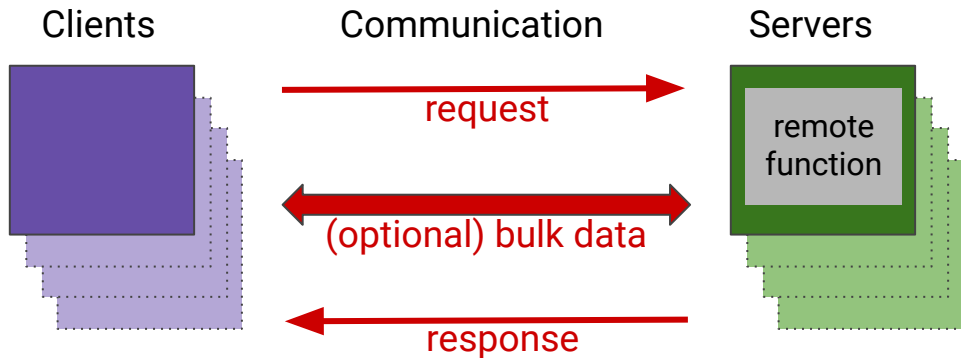 Clients
Communication
Servers
request
remote
function
(optional) bulk data
response